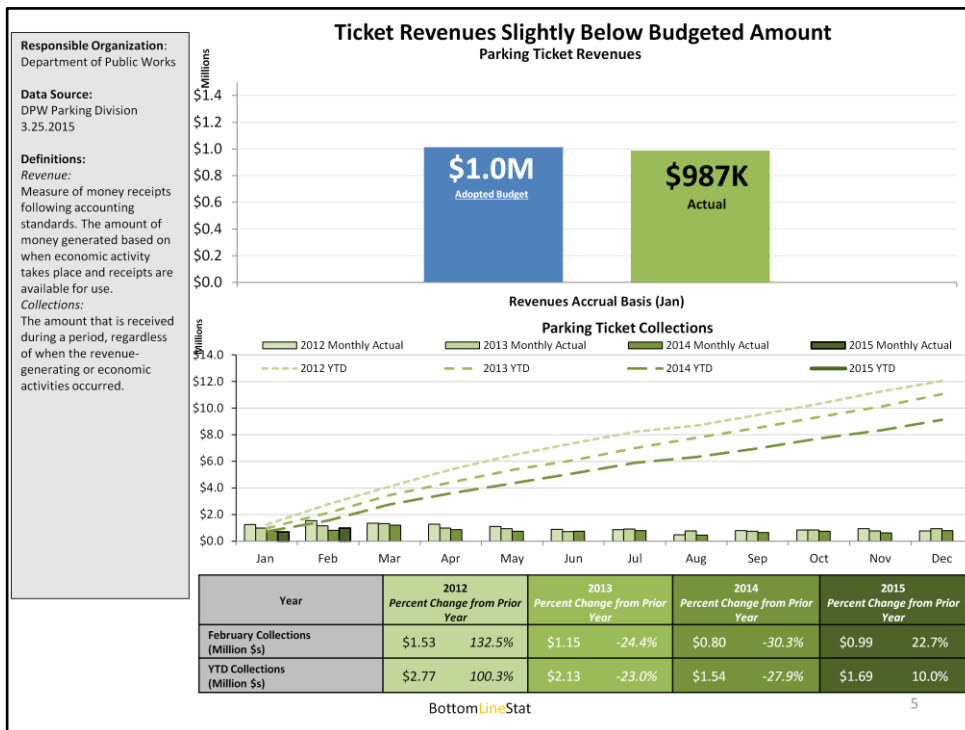 Ticket Revenues Slightly Below Budgeted Amount
Parking Ticket Revenues
Responsible Organization:
Department of Public Works
Data Source:
DPW Parking Division
3.25.2015
Definitions:
Revenue:
Measure of money receipts
following accounting
standards. The amount of
money generated based on
when economic activity
takes place and receipts are
available for use.
Collections:
The amount that is received
during a period, regardless
of when the revenue-
generating or economic
activities occurred.
Millions
$1.4
$1.2
$1.0
$0.8
$0.6
$0.4
$0.2
$0.0
$1.0M
Adopted Budget
$987K
Actual
Revenues Accrual Basis (Jan)
Parking Ticket Collections
Millions
2012 Monthly Actual 2013 Monthly Actual 2014 Monthly Actual 2015 Monthly Actual
2012 YTD 2013 YTD 2014 YTD 2015 YTD
$14.0
$12.0
$10.0
$8.0
$6.0
$4.0
$2.0
$0.0
Jan Feb Mar Apr May Jun Jul Aug Sep Oct Nov Dec
Year
2012
Percent Change from Prior
Year
2013
Percent Change from Prior
Year
2014
Percent Change from Prior
Year
2015
Percent Change from Prior
Year
February Collections
(Million $s)
$1.53 132.5% $1.15 -24.4% $0.80 -30.3% $0.99 22.7%
YTD Collections
(Million $s)
$2.77 100.3% $2.13 -23.0% $1.54 -27.9% $1.69 10.0%
BottomLineStat
5